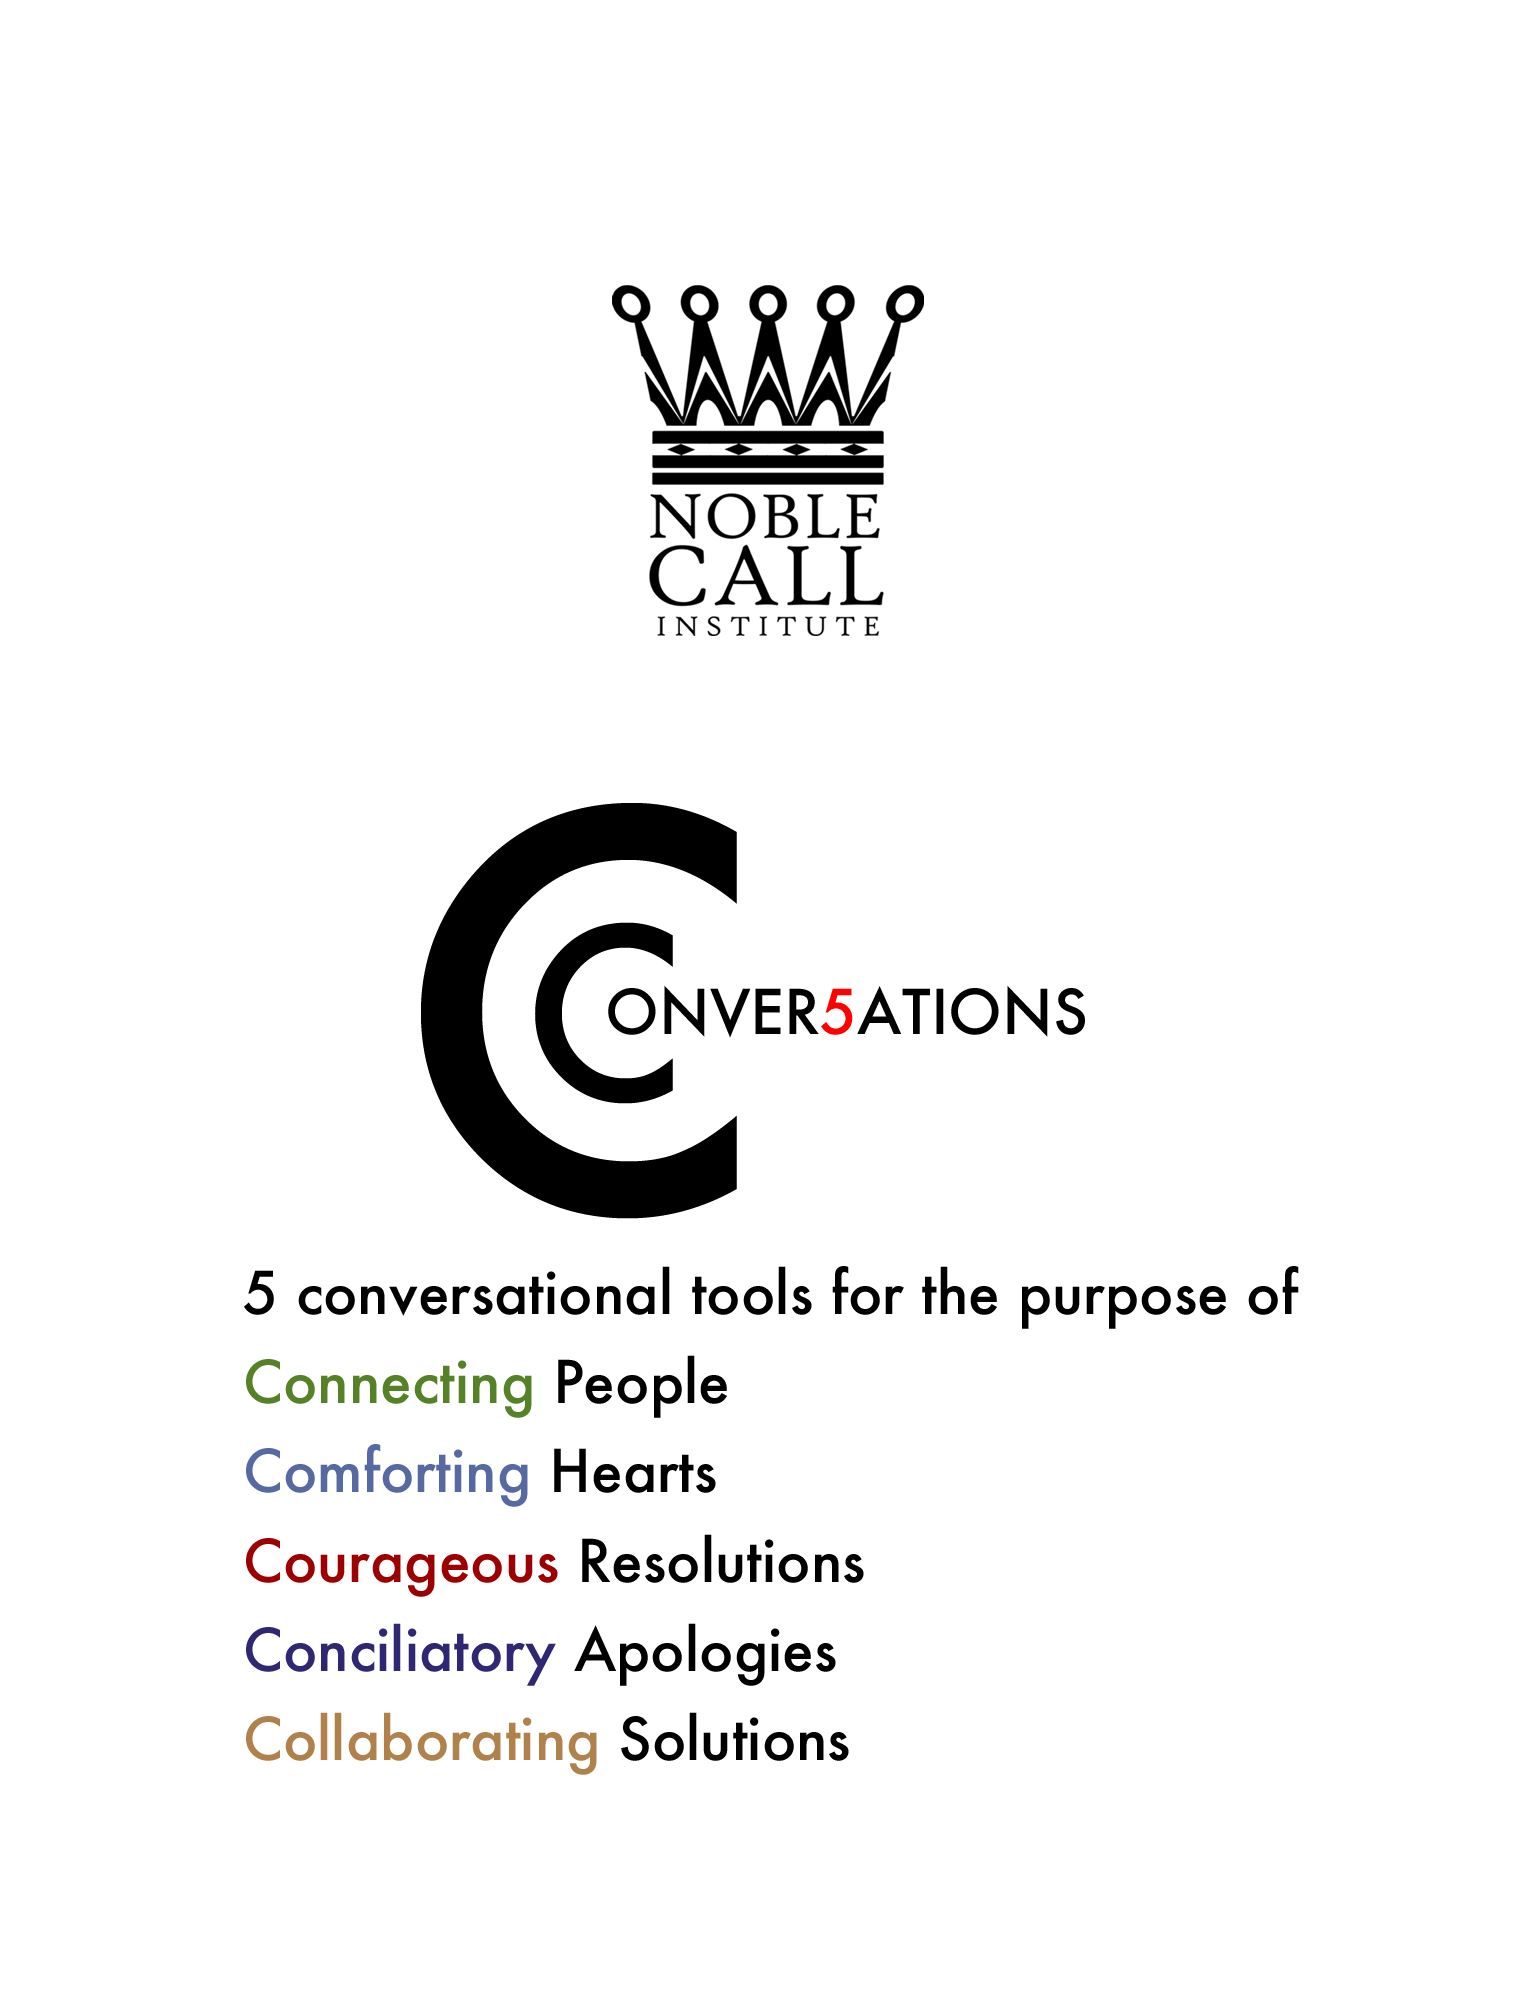 NOBLE
CALL
INSTITUTE
CCONVER5ATIONS
5 conversational tools for the purpose of
Connecting People
Comforting Hearts
Courageous Resolutions
Conciliatory Apologies
Collaborating Solutions